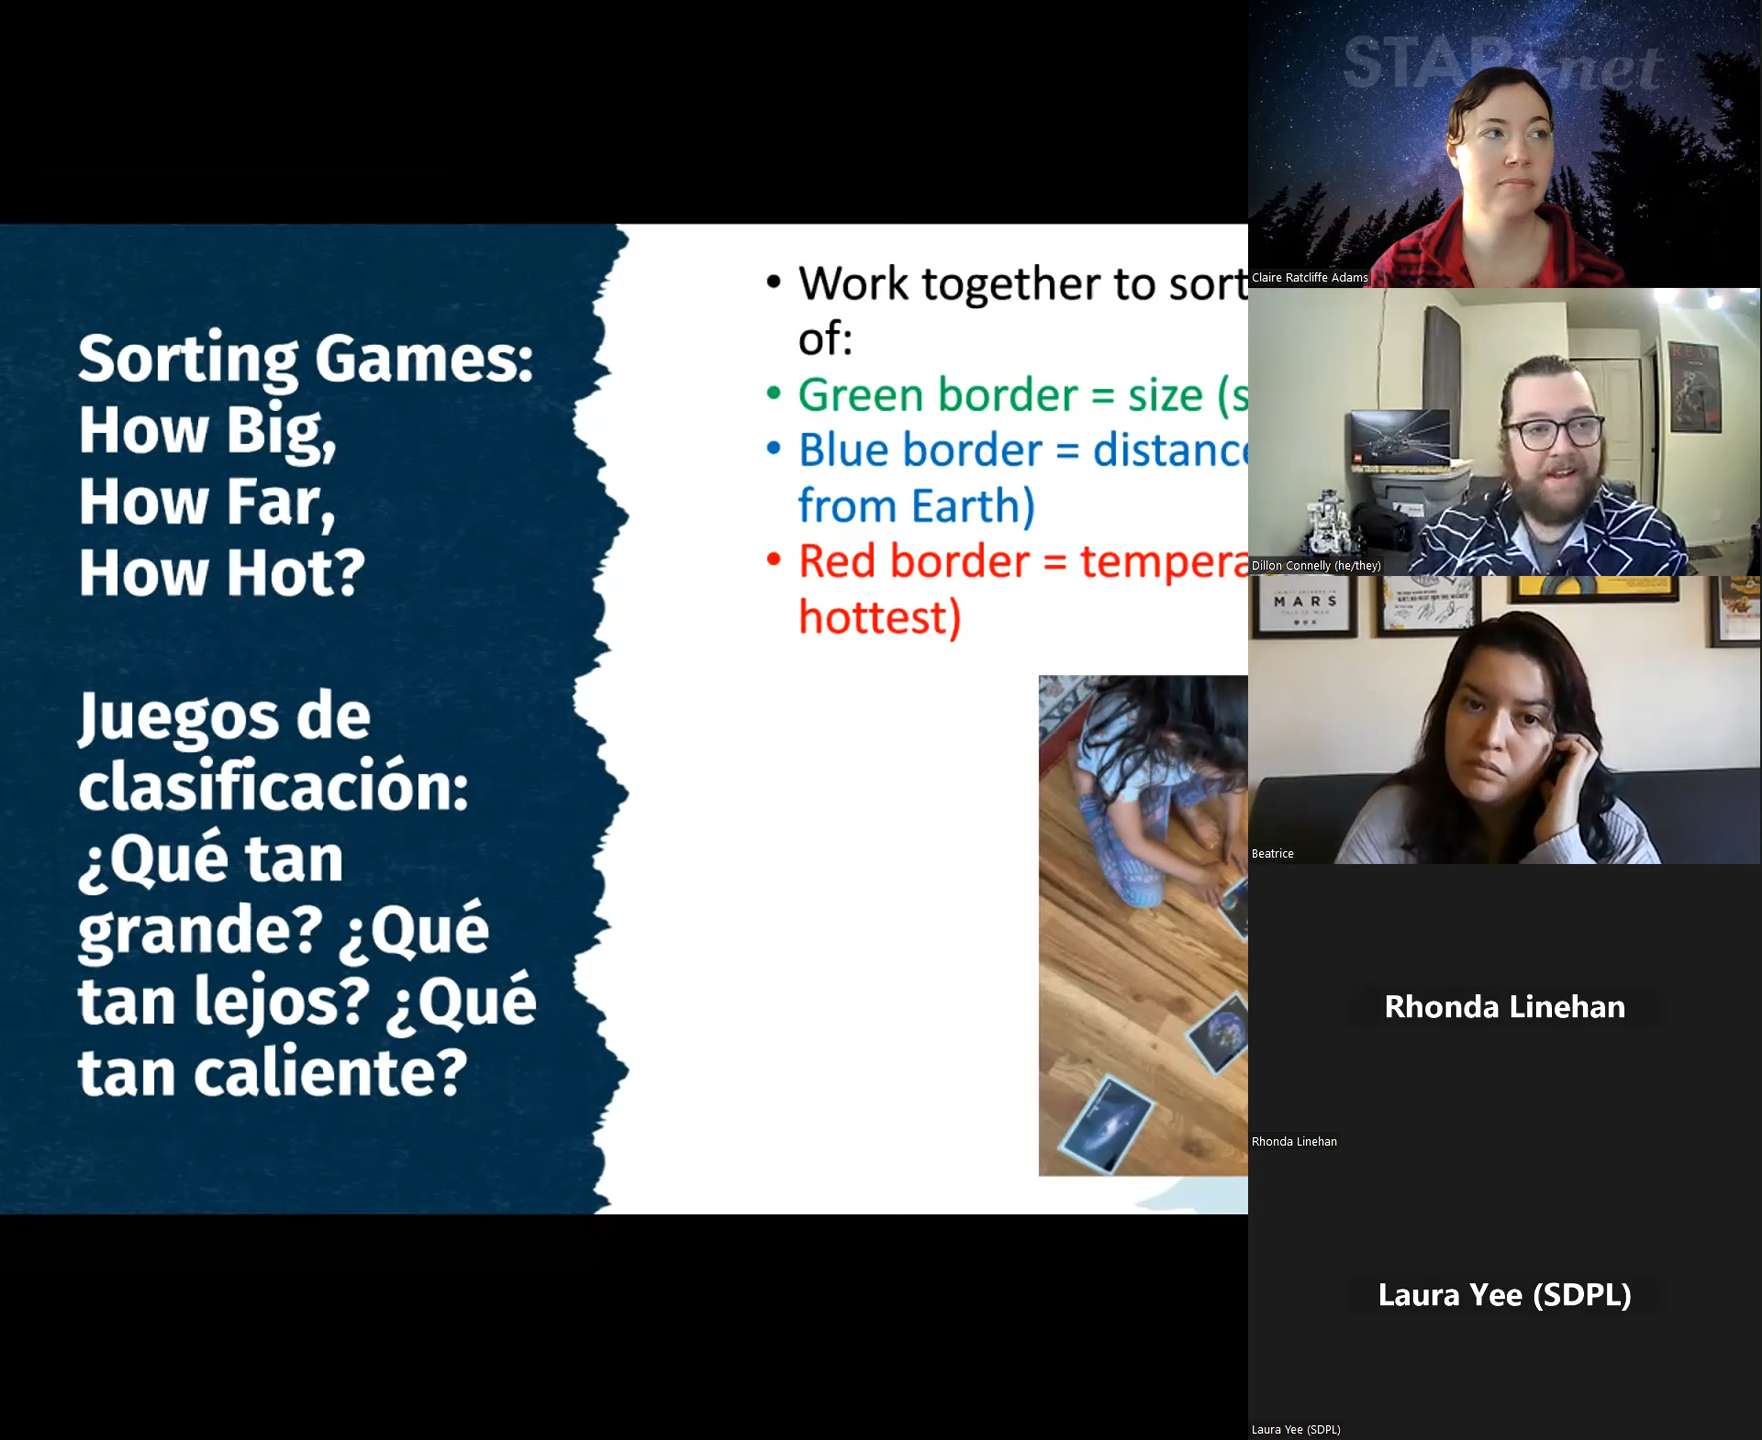 Sorting Games:
How Big,
How Far,
How Hot?
Juegos de
clasificación:
¿Qué tan
grande? ¿Qué
tan lejos? ¿Qué
tan caliente?
• Work together to sort
of:
• Green border = size (s
• Blue border = distance
from Earth)
• Red border = tempera
hottest)
STAR net
Claire Ratcliffe Adams
REAL
Dillon Connelly (he/they)
MARS
Beatrice
Rhonda Linehan
Rhonda Linehan
Laura Yee (SDPL)
Laura Yee (SDPL)